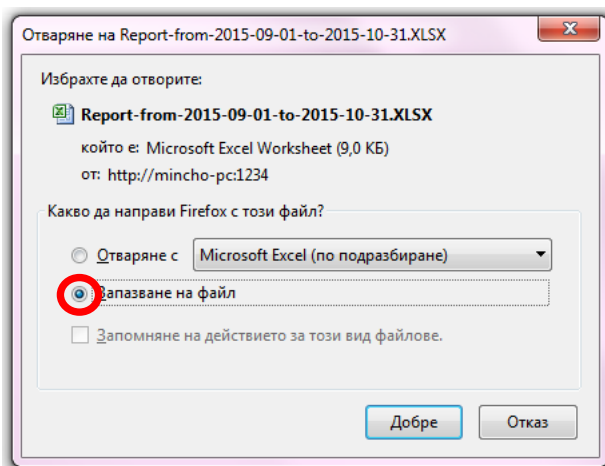 Отваряне на Report-from-2015-09-01-to-2015-10-31.XLSX
Избрахте да отворите:
Report-from-2015-09-01-to-2015-10-31.XLSX
който е: Microsoft Excel Worksheet (9,0 КБ)
от: http://mincho-pc:1234
Какво да направи Firefox с този файл?
Отваряне с Microsoft Excel (по подразбиране)
Запазване на файл
Запомняне на действието за този вид файлове.
Добре Отказ